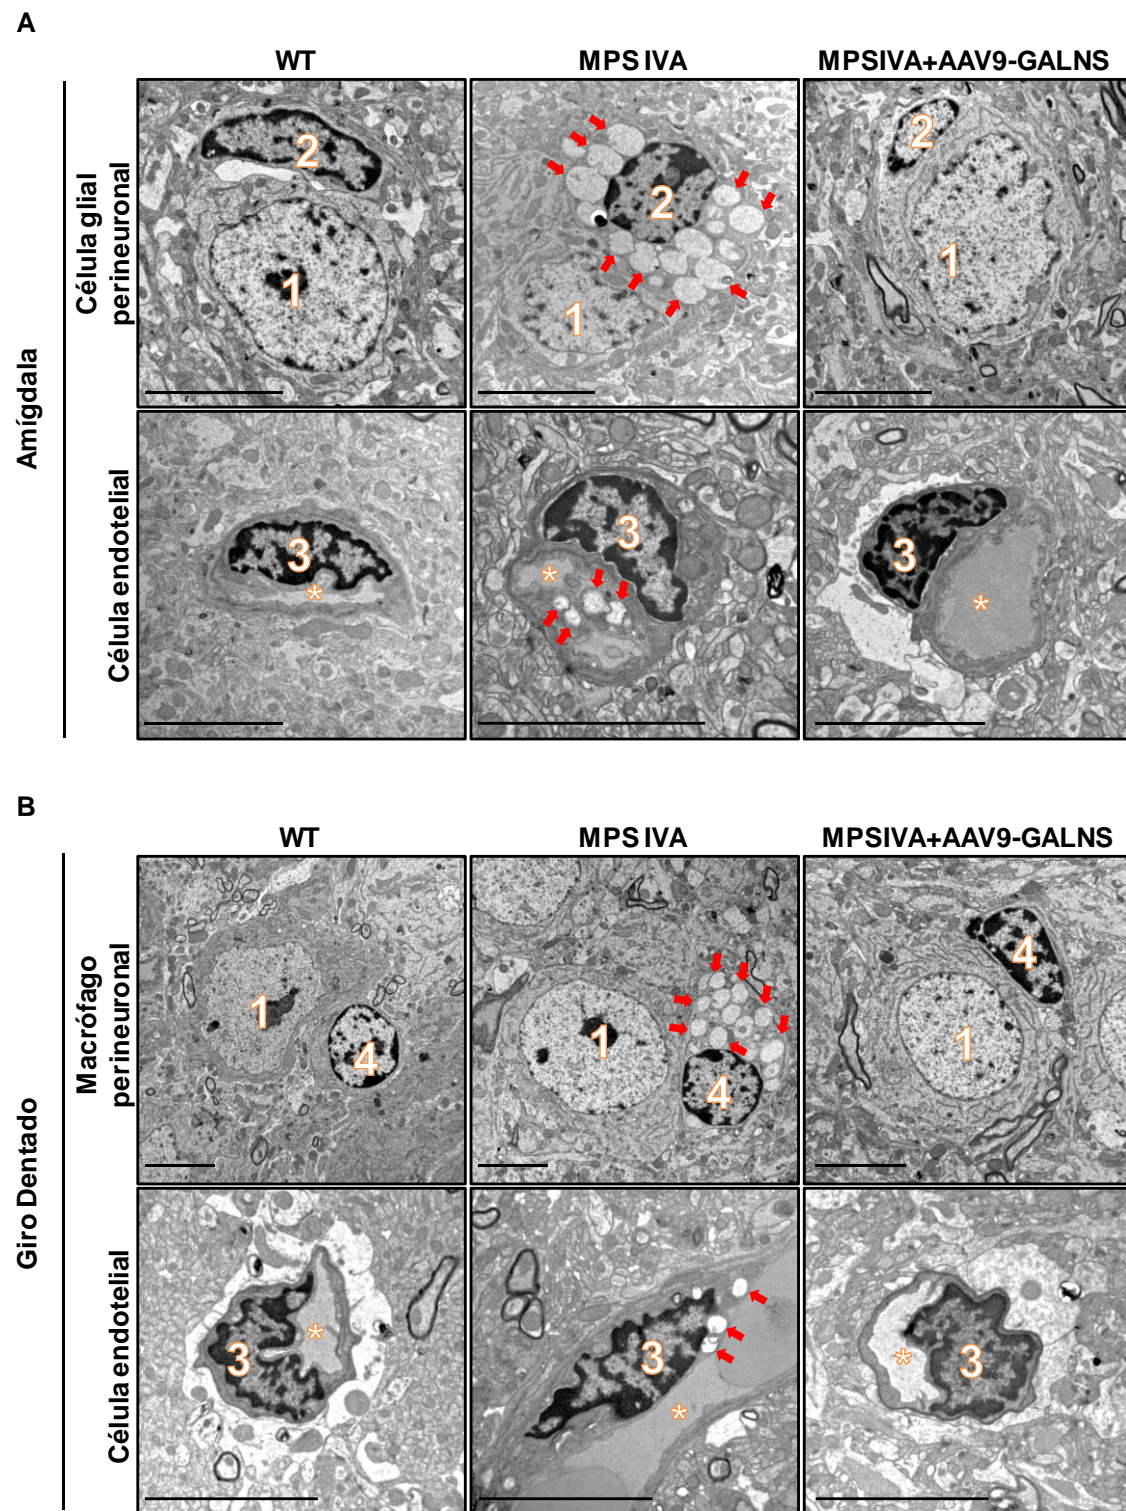 A
WT
MPS IVA
MPSIVA+AAV9-GALNS
Amígdala
Célula glial
perineuronal
2
1
2
1
2
1
Célula endotelial
3
*
3
*
3
*
B
WT
MPS IVA
MPSIVA+AAV9-GALNS
Giro Dentado
Macrófago
perineuronal
1
4
1
4
4
1
Célula endotelial
3
*
3
*
*
3